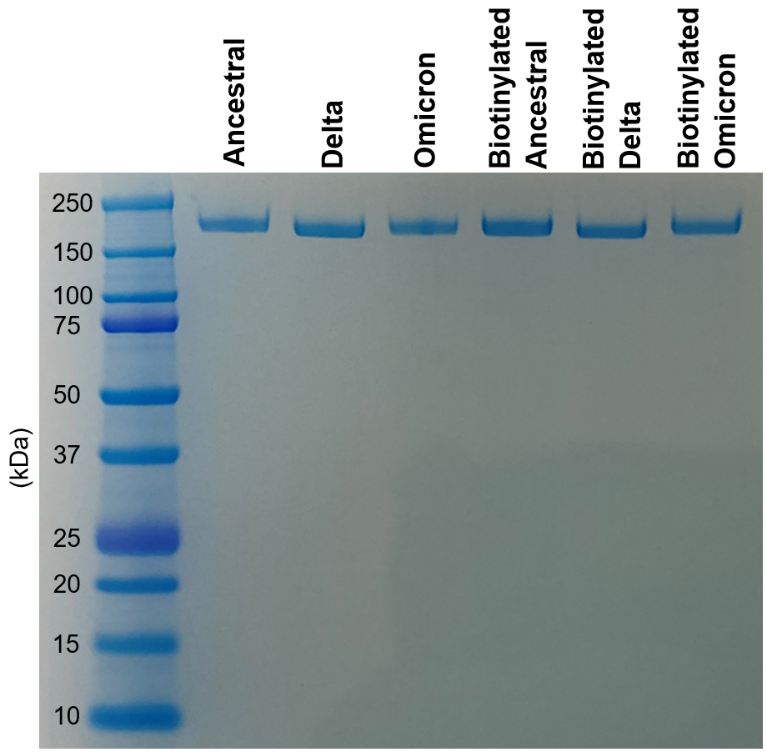 Ancestral
Delta
Omicron
Biotinylated
Ancestral
Biotinylated
Delta
Biotinylated
Omicron
250
150
100
75
50
37
25
20
15
10
(kDa)